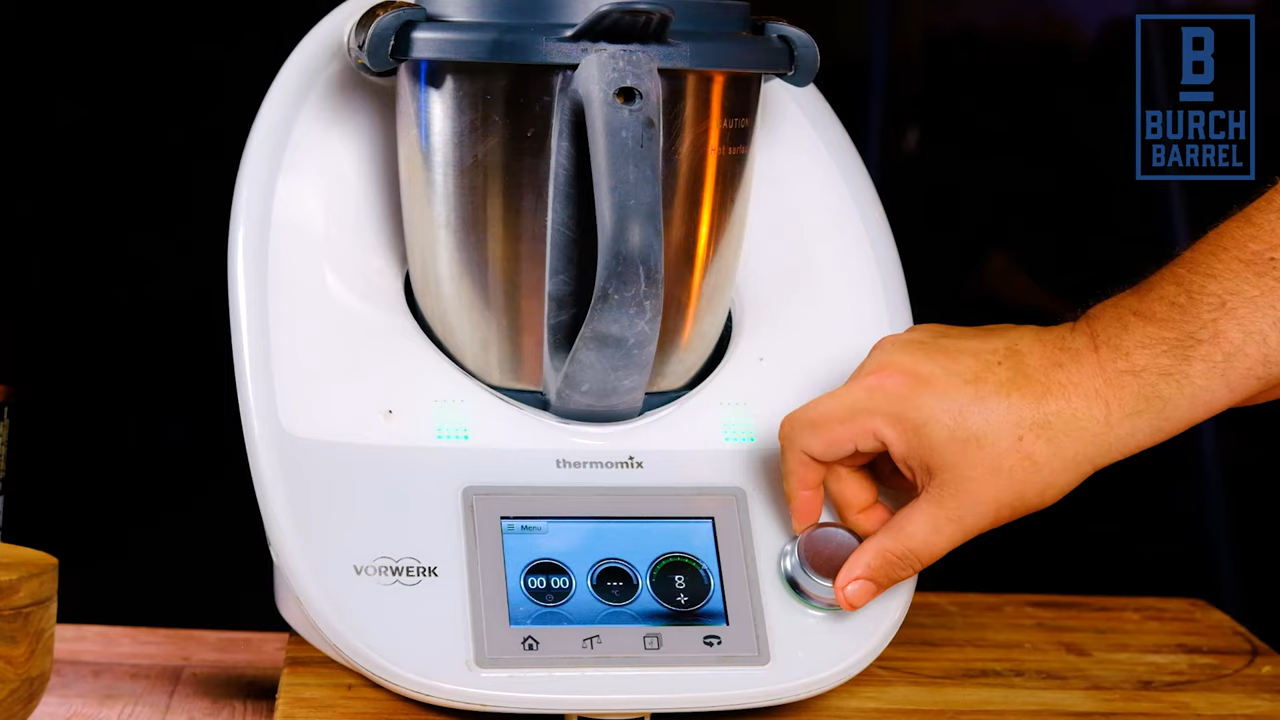 B
BURCH
BARREL
CAUTION
thermomix
Menu
VORWERK
00 00
---
°C
8